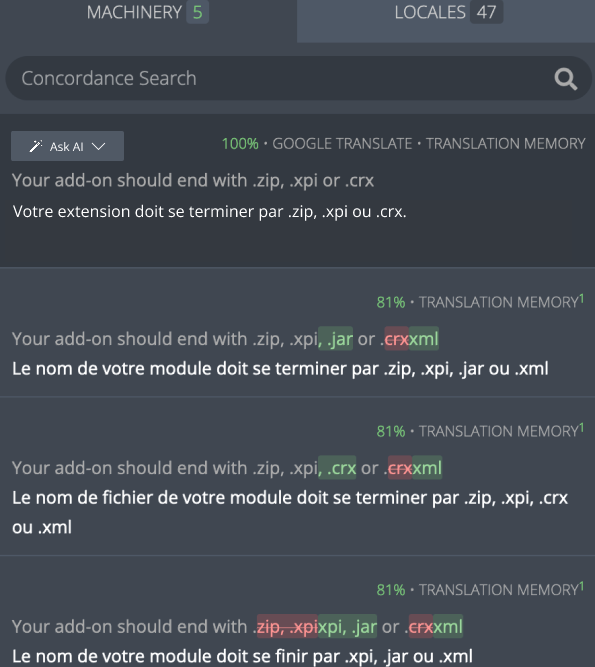 MACHINERY 5
LOCALES 47
Concordance Search
Ask AI
100% • GOOGLE TRANSLATE • TRANSLATION MEMORY
Your add-on should end with .zip, .xpi or .crx
Votre extension doit se terminer par .zip, .xpi ou .crx.
81% • TRANSLATION MEMORY1
Your add-on should end with .zip, .xpi, .jar or .crxxml
Le nom de votre module doit se terminer par .zip, .xpi, .jar ou .xml
81% • TRANSLATION MEMORY1
Your add-on should end with .zip, .xpi, .crx or .crxxml
Le nom de fichier de votre module doit se terminer par .zip, .xpi, .crx
ou .xml
81% • TRANSLATION MEMORY1
Your add-on should end with .zip, .xpixpi, .jar or .crxxml
Le nom de votre module doit se finir par .xpi, .jar ou .xml